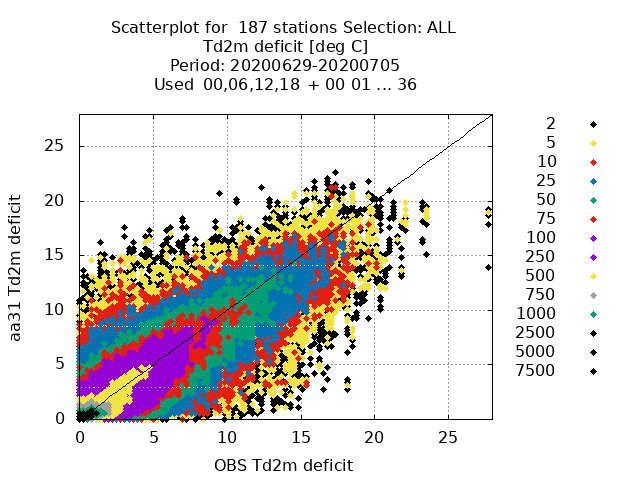 Scatterplot for  187 stations Selection: ALL
Td2m deficit [deg C]
Period: 20200629-20200705
Used  00,06,12,18 + 00 01 ... 36
2
5
10
25
50
75
100
250
500
750
1000
2500
5000
7500
25
20
15
10
5
0
aa31 Td2m deficit
0 5 10 15 20 25
OBS Td2m deficit